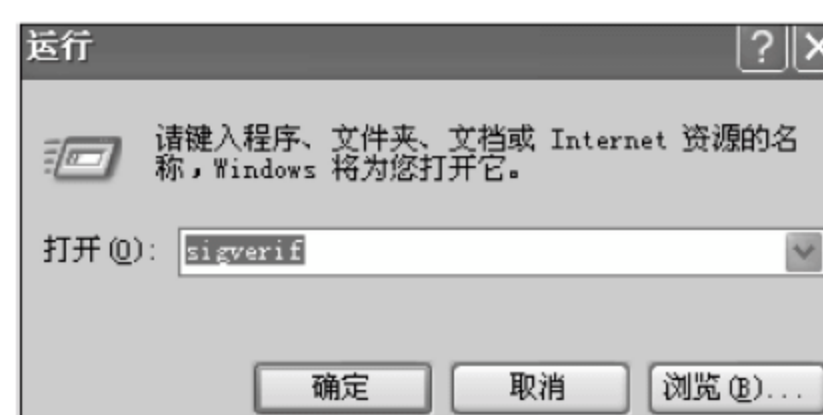 运行
请键入程序、文件夹、文档或 Internet 资源的名
称，Windows 将为您打开它。
打开(O): sigverif
确定 取消 浏览(B)...